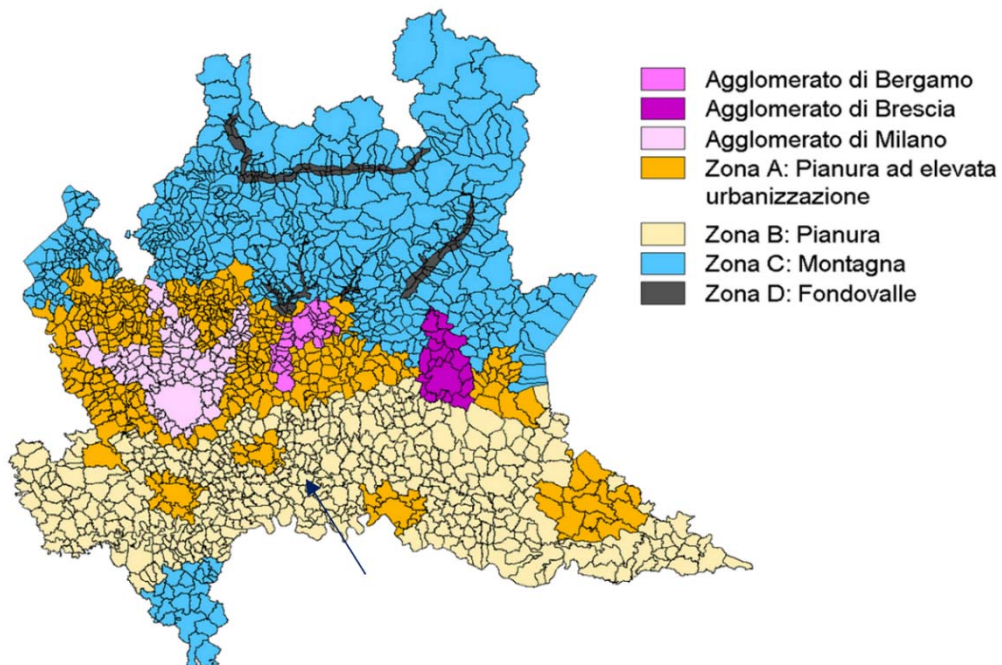 Agglomerato di Bergamo
Agglomerato di Brescia
Agglomerato di Milano
Zona A: Pianura ad elevata
urbanizzazione
Zona B: Pianura
Zona C: Montagna
Zona D: Fondovalle